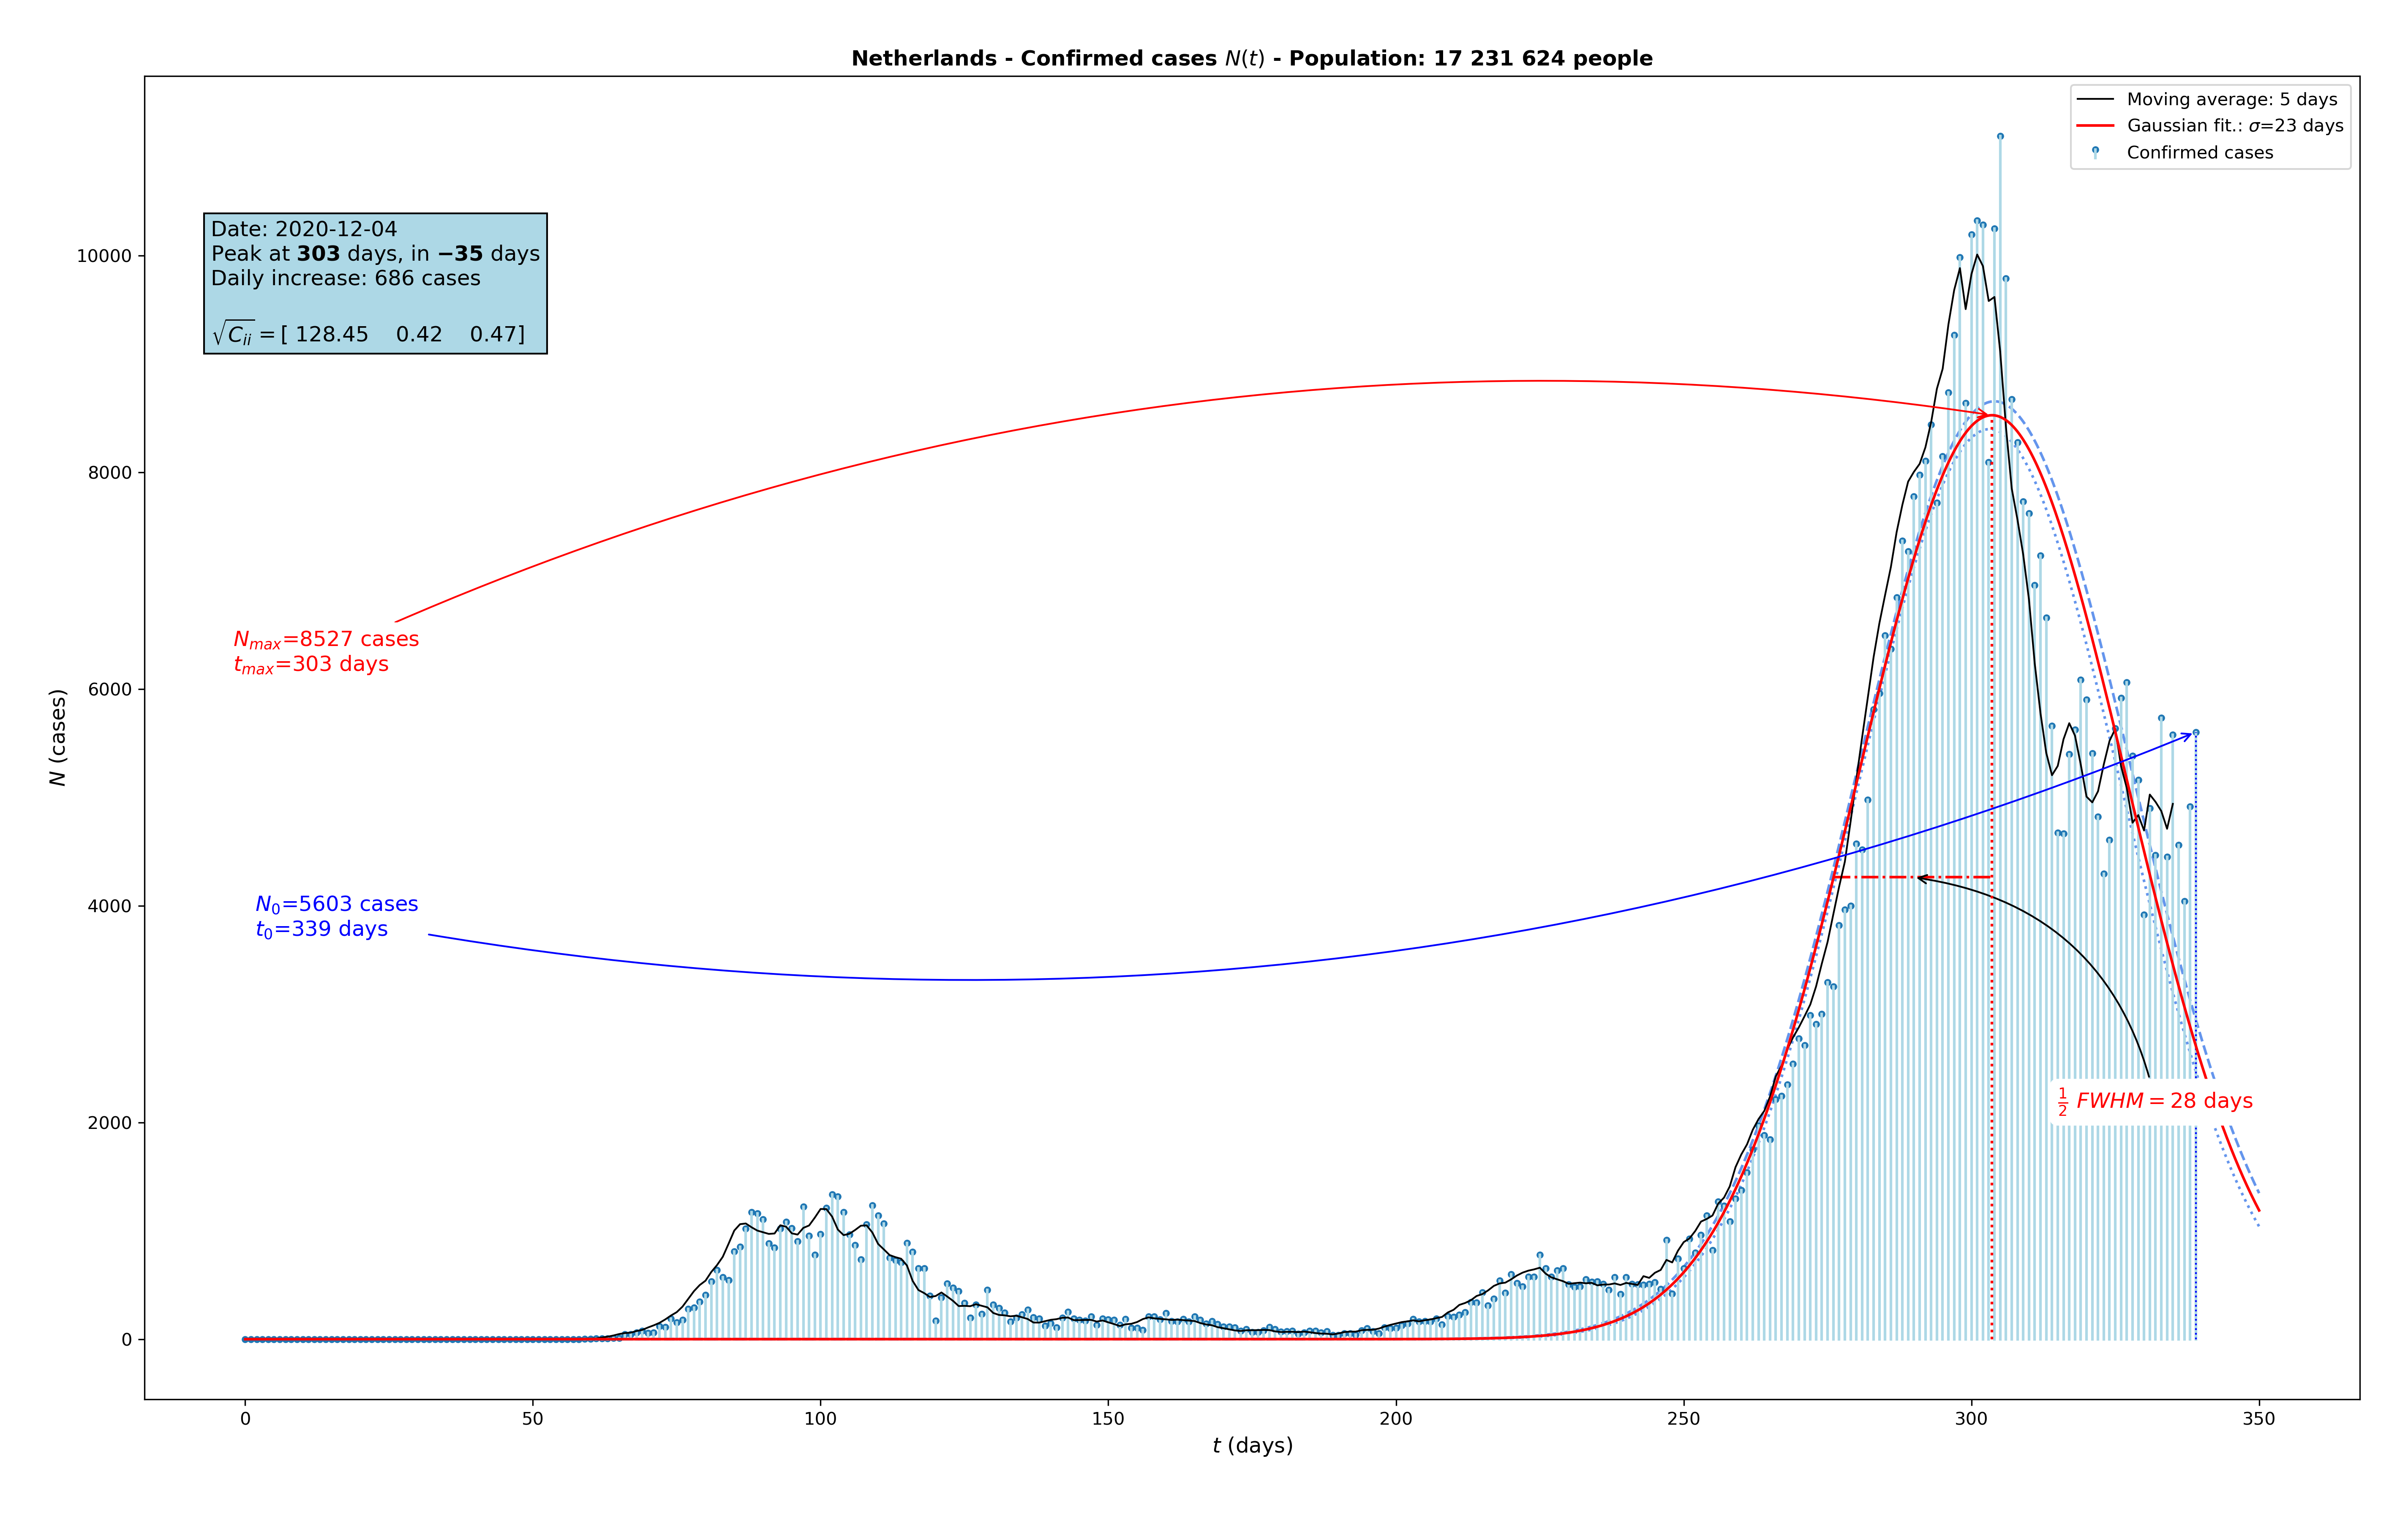 Netherlands - Confirmed cases N(t) - Population: 17 231 624 people
Moving average: 5 days
Gaussian fit.: σ=23 days
Confirmed cases
Date: 2020-12-04
Peak at 303 days, in −35 days
Daily increase: 686 cases
√C_ii = [ 128.45 0.42 0.47]
N_max=8527 cases
t_max=303 days
N_0=5603 cases
t_0=339 days
½ FWHM = 28 days
N (cases)
10000
8000
6000
4000
2000
0
0 50 100 150 200 250 300 350
t (days)